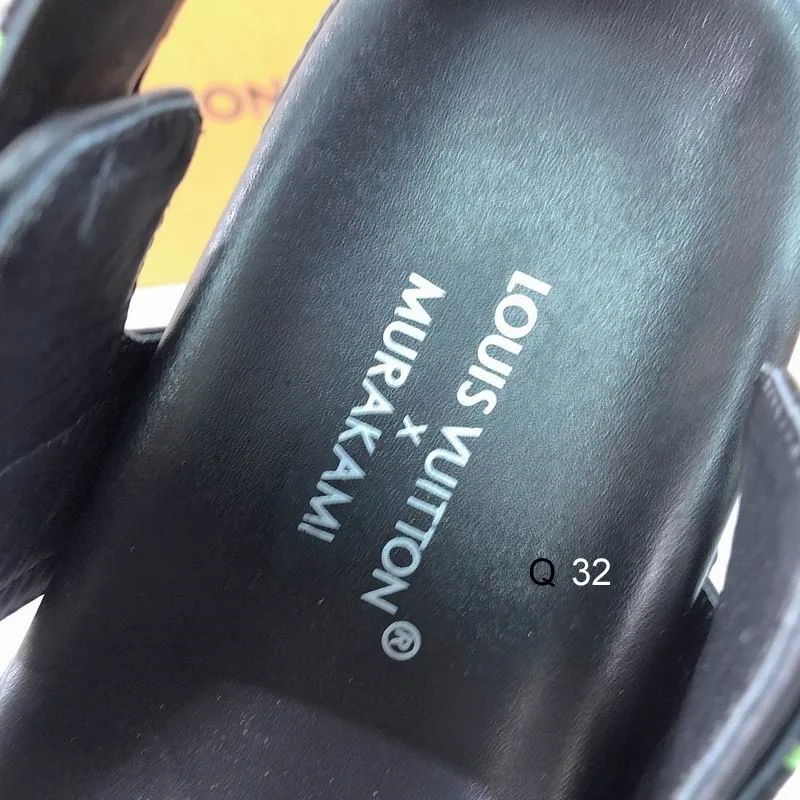 LOUIS VUITTON ®
x
MURAKAMI
Q 32